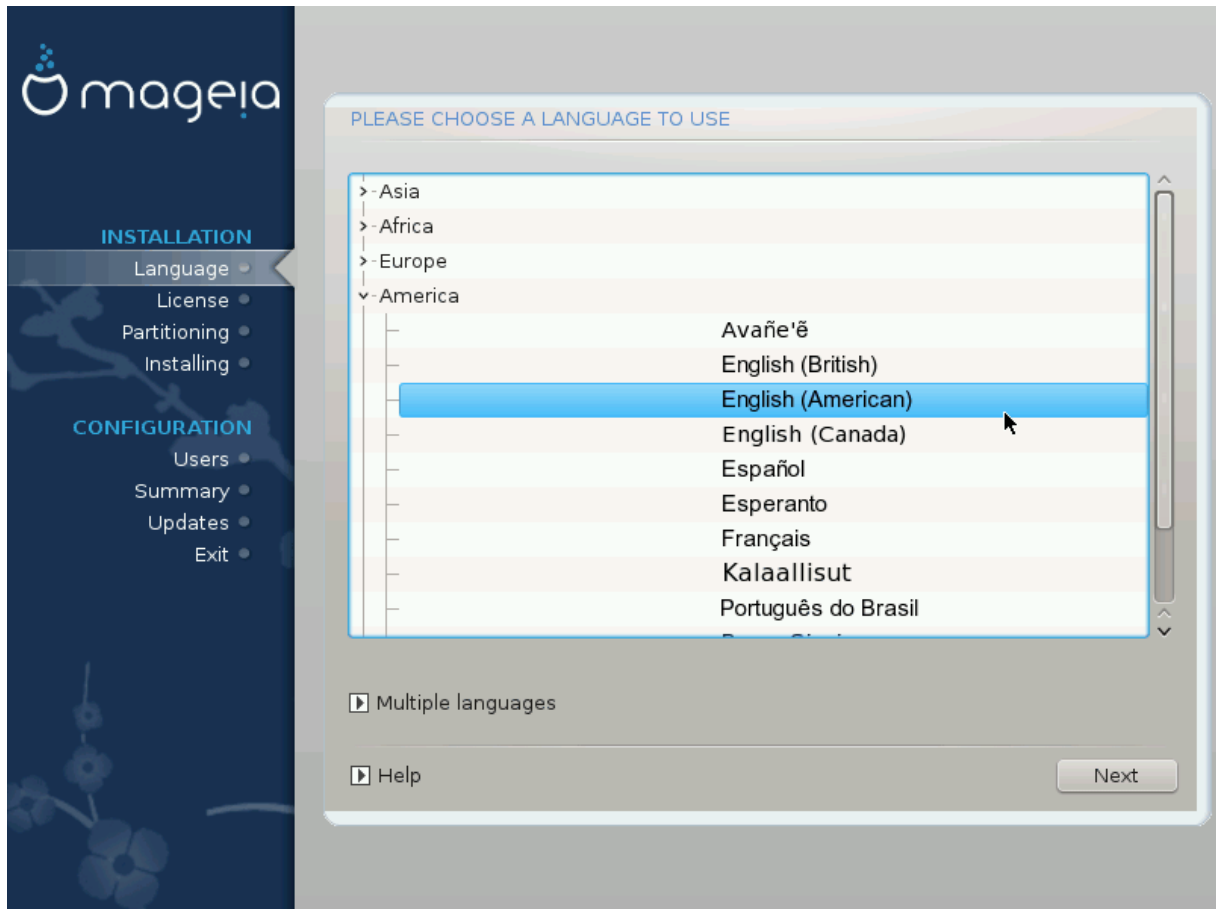 mageia
INSTALLATION
Language
License
Partitioning
Installing
CONFIGURATION
Users
Summary
Updates
Exit
PLEASE CHOOSE A LANGUAGE TO USE
Asia
Africa
Europe
America
Avañe'ẽ
English (British)
English (American)
English (Canada)
Español
Esperanto
Français
Kalaallisut
Português do Brasil
Multiple languages
Help
Next